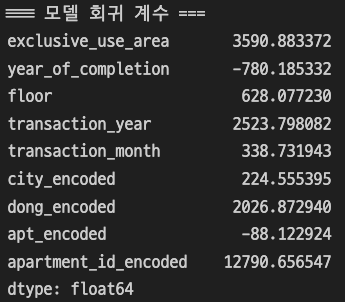 === 모델 회귀 계수 ===
exclusive_use_area 3590.883372
year_of_completion -780.185332
floor 628.077230
transaction_year 2523.798082
transaction_month 338.731943
city_encoded 224.555395
dong_encoded 2026.872940
apt_encoded -88.122924
apartment_id_encoded 12790.656547
dtype: float64